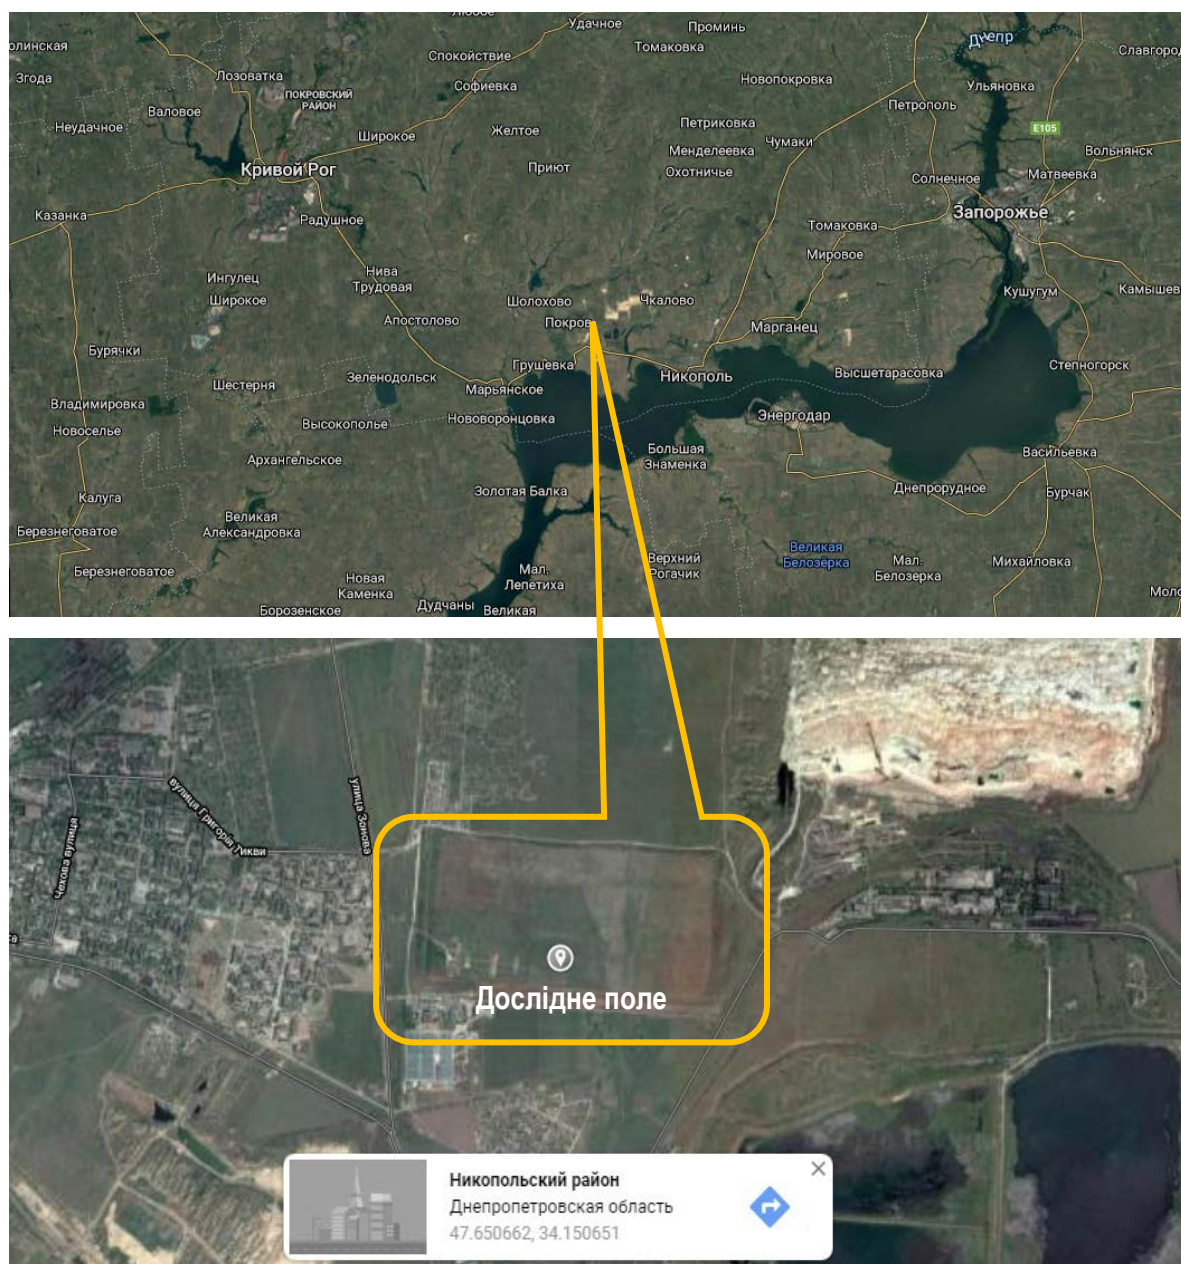 Любое
Удачное
Проминь
Днепр
олинская
Спокойствие
Томаковка
Славгород
Згода
Лозоватка
Софиевка
Новопокровка
Ульяновка
ПОКРОВСКИЙ
РАЙОН
Валовое
Петрополь
Неудачное
Широкое
Желтое
Петриковка
Чумаки
E105
Менделеевка
Вольнянск
Кривой Рог
Приют
Охотничье
Солнечное
Матвеевка
Казанка
Радушное
Томаковка
Запорожье
Мировое
Ингулец
Нива
Трудовая
Широкое
Шолохово
Чкалово
Кушугум
Камышев
Апостолово
Покров
Марганец
Бурячки
Грушевка
Степногорск
Шестерня
Зеленодольск
Марьянское
Никополь
Высшетарасовка
Владимировка
Новоселье
Высокополье
Нововоронцовка
Энергодар
Большая
Знаменка
Васильевка
Архангельское
Калуга
Золотая Балка
Днепрорудное
Бурчак
Березнеговатое
Великая
Александровка
Великая
Белозёрка
Верхний
Рогачик
Мал.
Белозерка
Михайловка
Березнеговатое
Новая
Каменка
Мал.
Лепетиха
Моло
Борозенское
Дудчаны
Великая
вулиця Григорія Тикви
улица Зонова
Чехова вулиця
са
Дослідне поле
Никопольский район
Днепропетровская область
47.650662, 34.150651